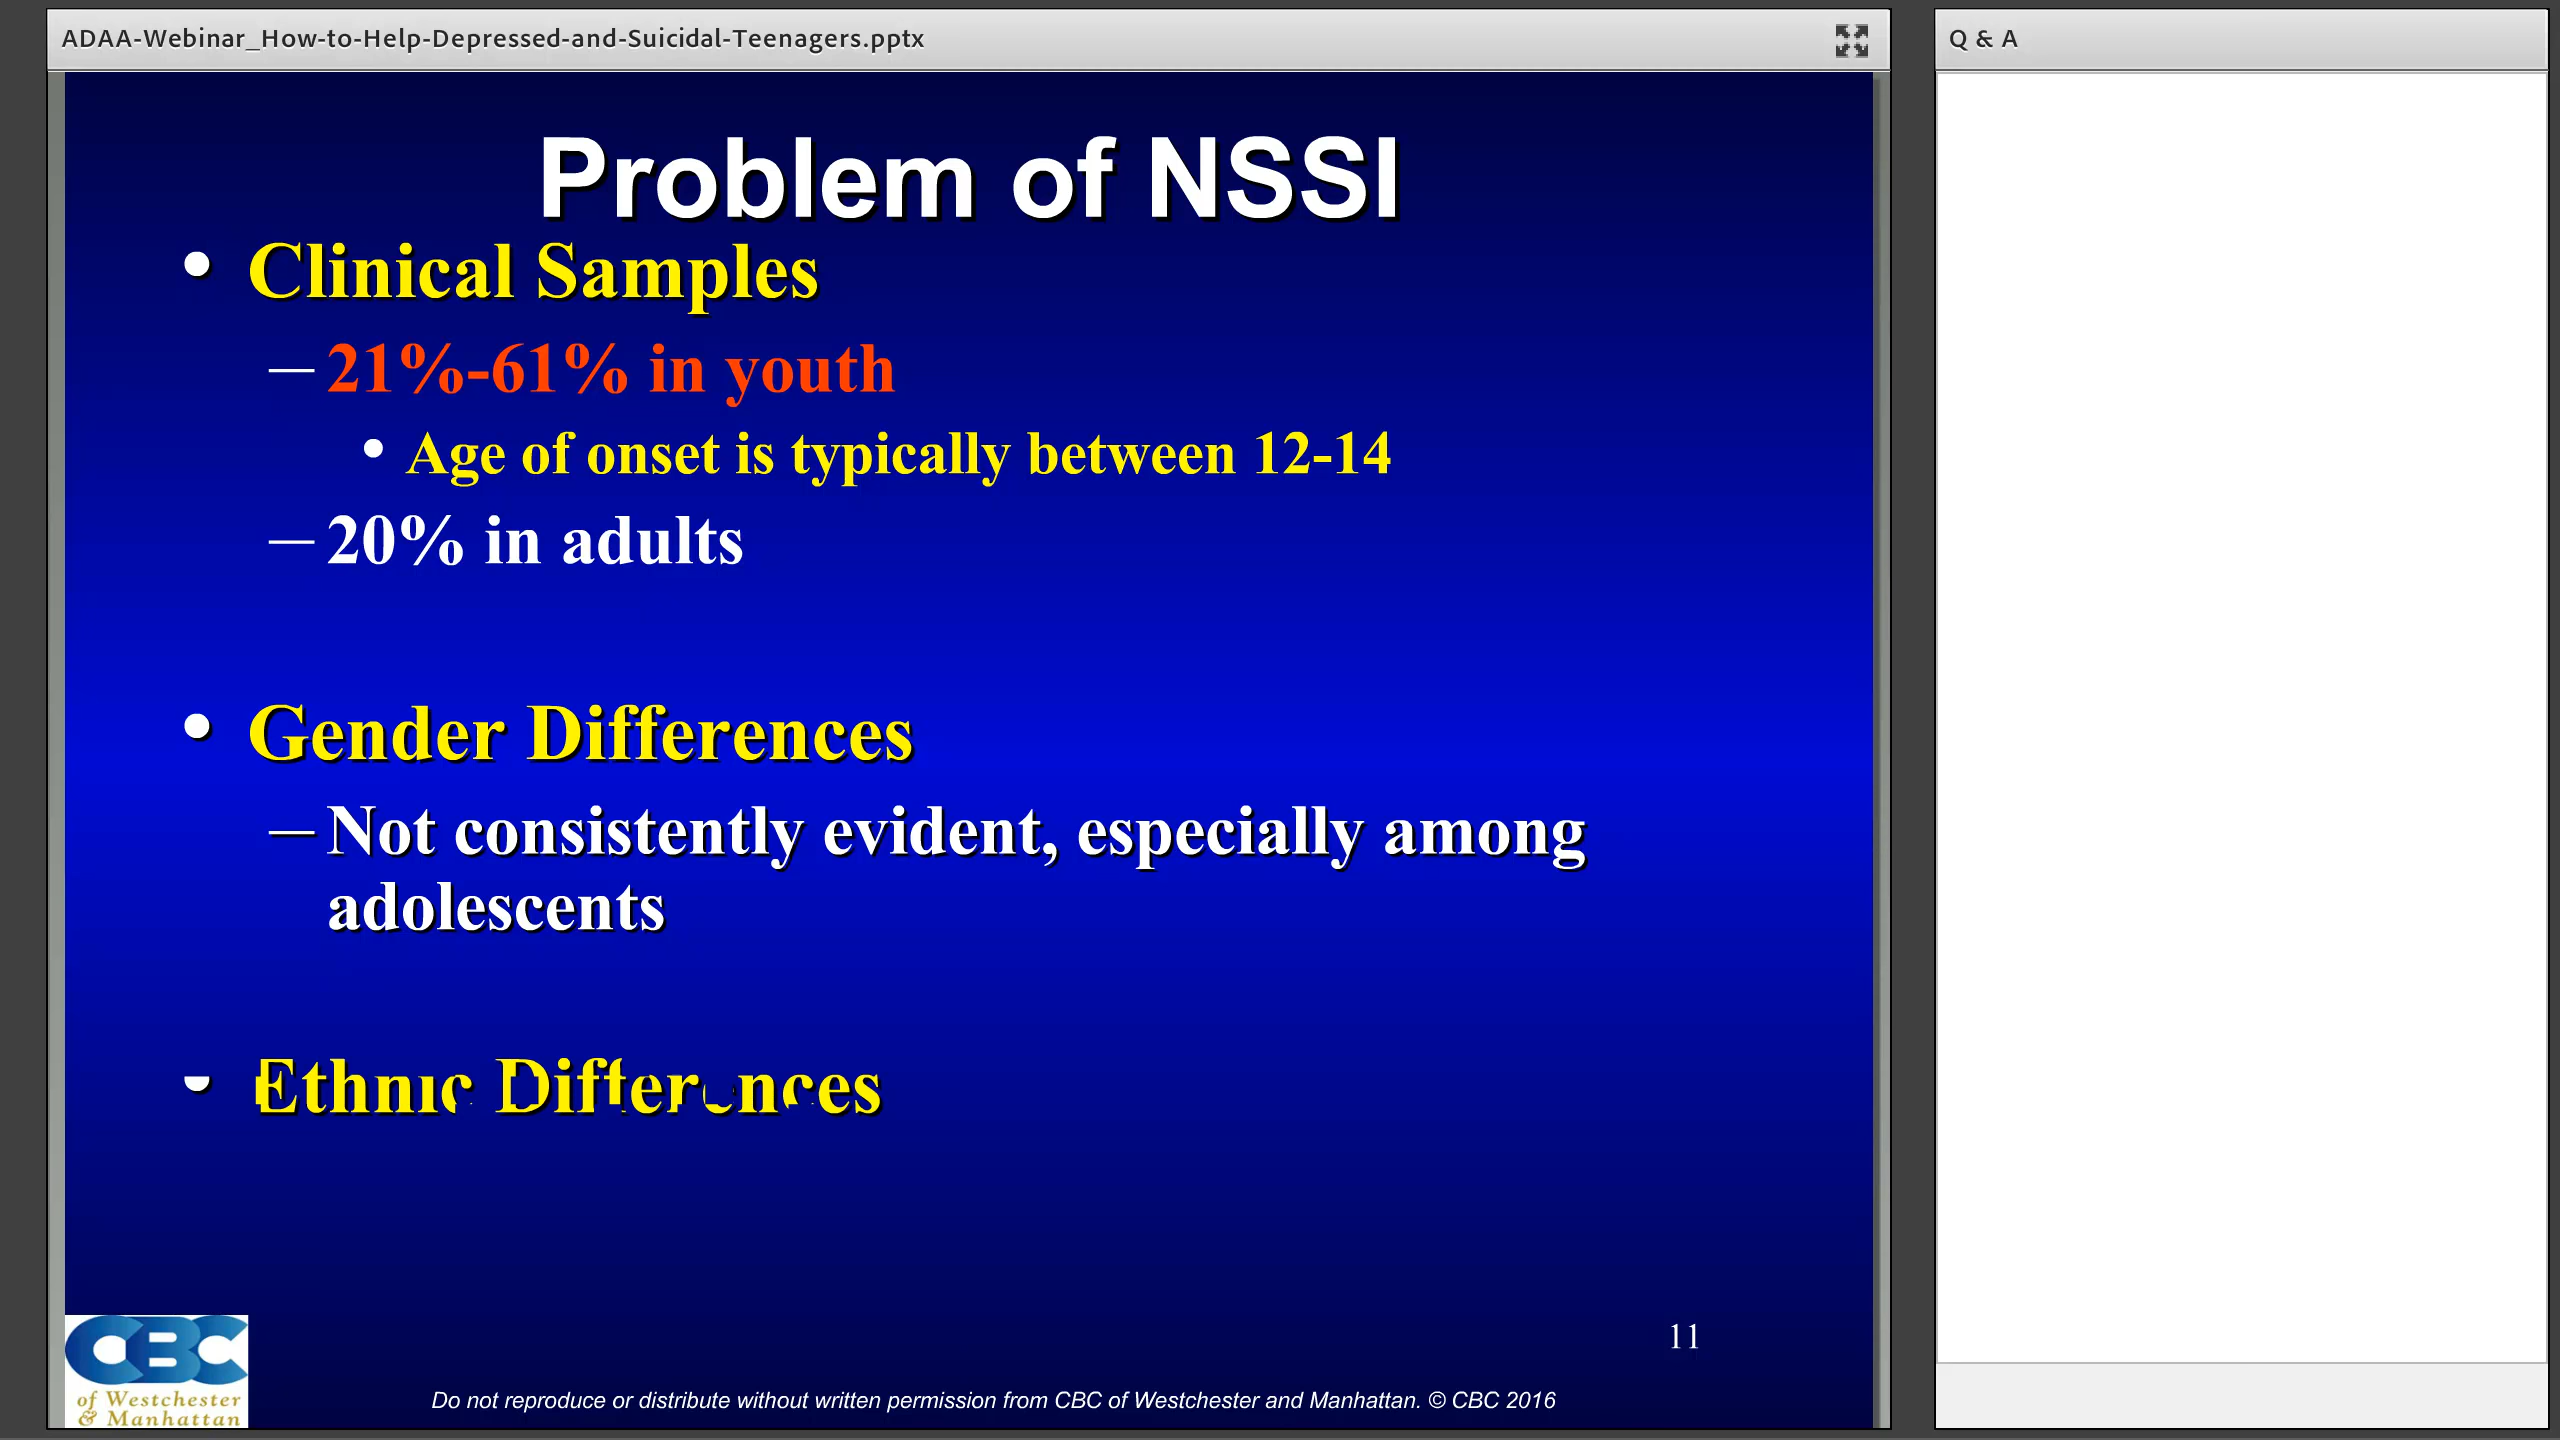 ADAA-Webinar_How-to-Help-Depressed-and-Suicidal-Teenagers.pptx
Q & A
Problem of NSSI
• Clinical Samples
– 21%-61% in youth
• Age of onset is typically between 12-14
– 20% in adults
• Gender Differences
– Not consistently evident, especially among
adolescents
• Ethnic Differences
11
CBC
of Westchester
& Manhattan
Do not reproduce or distribute without written permission from CBC of Westchester and Manhattan. © CBC 2016